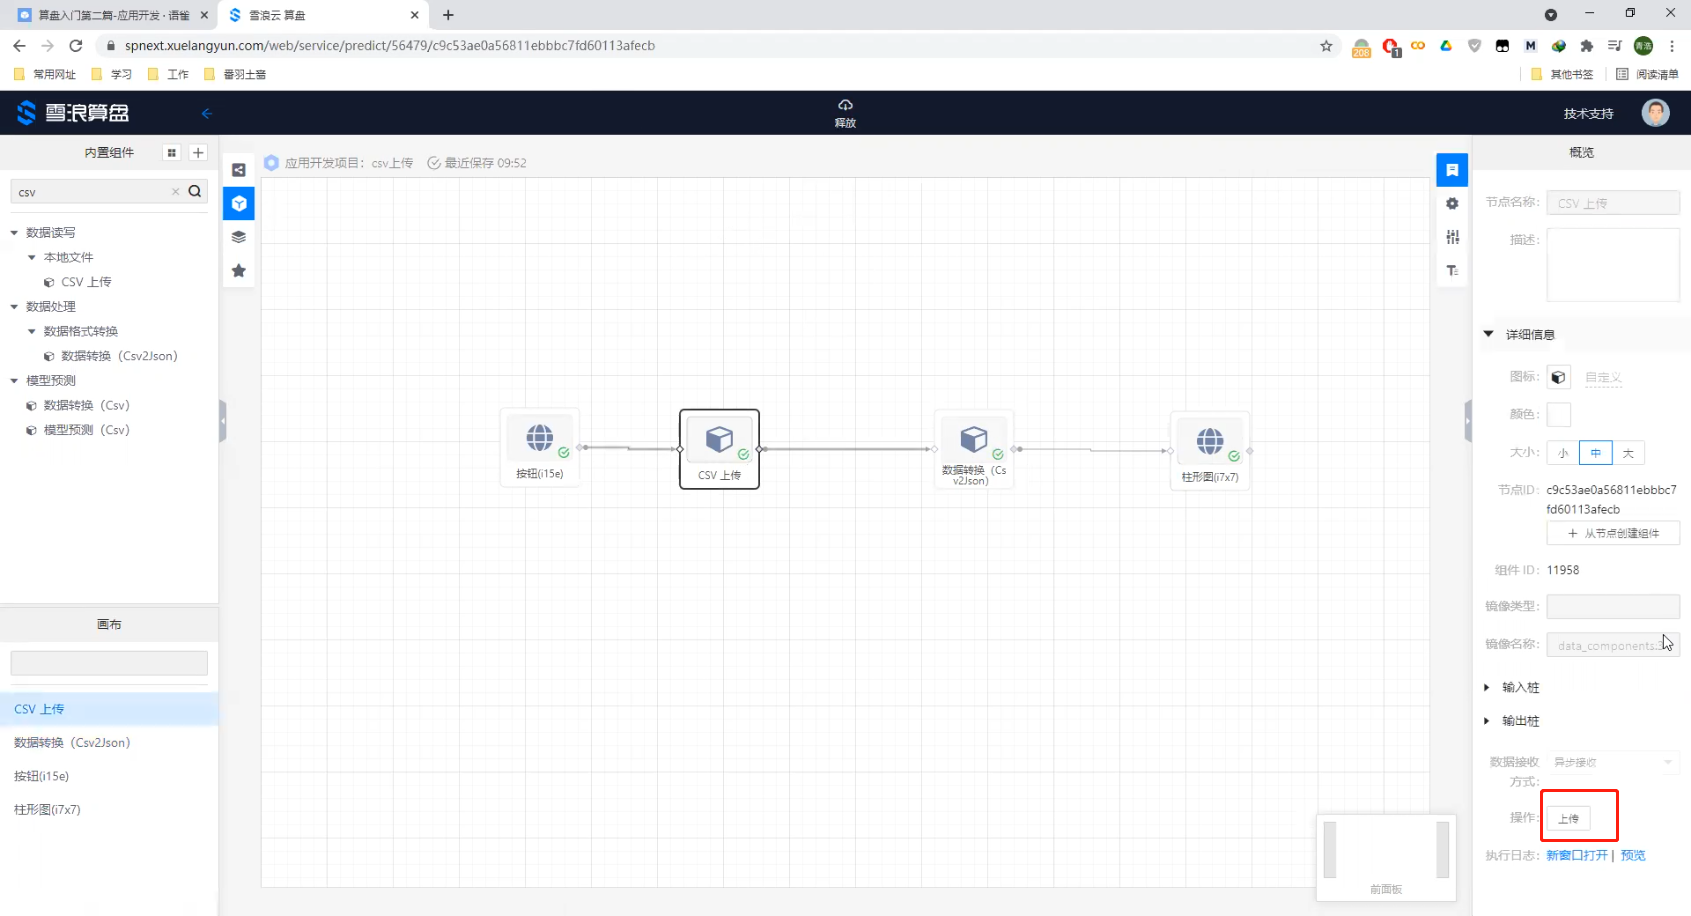 算盘入门第二篇-应用开发 · 语雀
雪浪云 算盘
spnext.xuelangyun.com/web/service/predict/56479/c9c53ae0a56811ebbbc7fd60113afecb
208
1
CO
M
青浩
常用网址
学习
工作
番羽土啬
其他书签
阅读清单
雪浪算盘
释放
技术支持
内置组件
csv
数据读写
本地文件
CSV 上传
数据处理
数据格式转换
数据转换（Csv2Json）
模型预测
数据转换（Csv）
模型预测（Csv）
画布
CSV 上传
数据转换（Csv2Json）
按钮(i15e)
柱形图(i7x7)
应用开发项目：csv上传
最近保存 09:52
按钮(i15e)
CSV 上传
数据转换（Cs
v2Json）
柱形图(i7x7)
前面板
概览
节点名称: CSV 上传
描述:
详细信息
图标: 自定义
颜色:
大小: 小 中 大
节点ID: c9c53ae0a56811ebbbc7
fd60113afecb
+ 从节点创建组件
组件 ID: 11958
镜像类型:
镜像名称: data_components:
输入桩
输出桩
数据接收 异步接收
方式:
操作: 上传
执行日志: 新窗口打开 | 预览